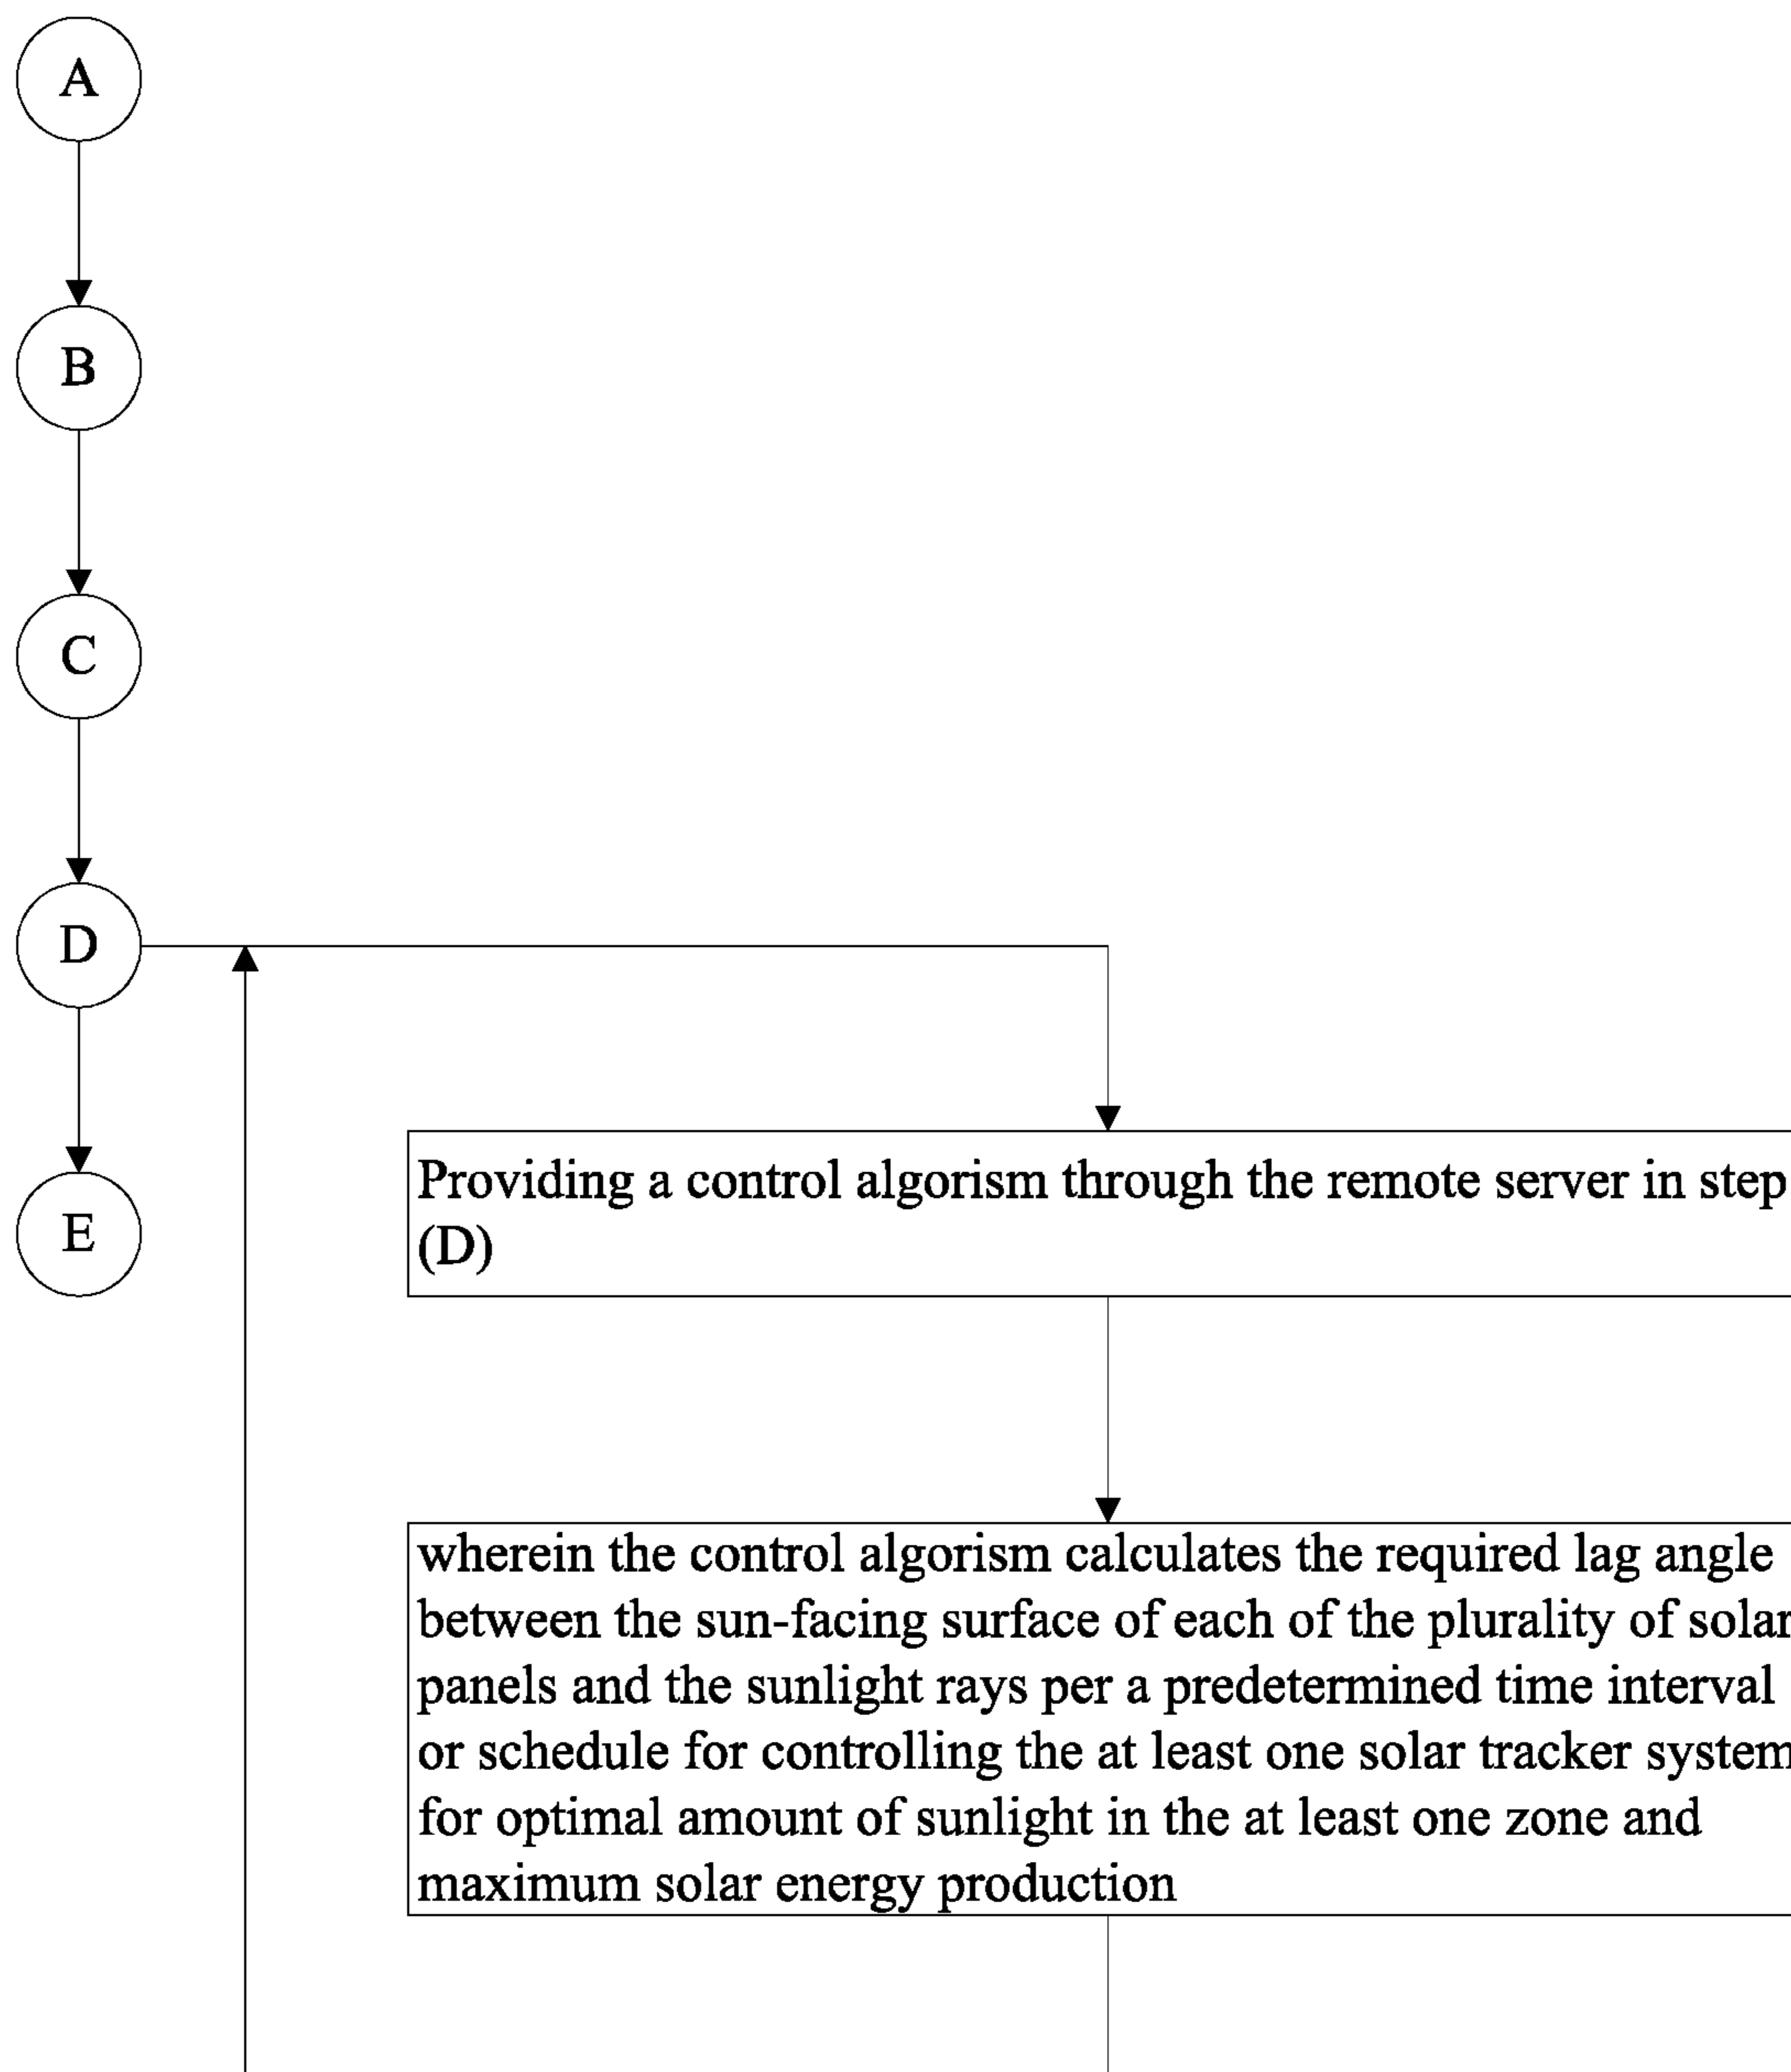 A
B
C
D
E
Providing a control algorism through the remote server in step
(D)
wherein the control algorism calculates the required lag angle
between the sun-facing surface of each of the plurality of solar
panels and the sunlight rays per a predetermined time interval
or schedule for controlling the at least one solar tracker system
for optimal amount of sunlight in the at least one zone and
maximum solar energy production